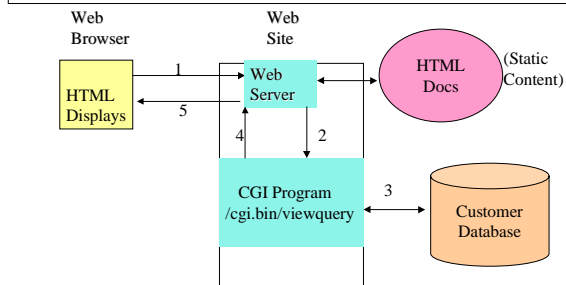 Web
Browser
Web
Site
1
HTML
Displays
5
Web
Server
HTML
Docs
(Static
Content)
4
2
CGI Program
/cgi.bin/viewquery
3
Customer
Database